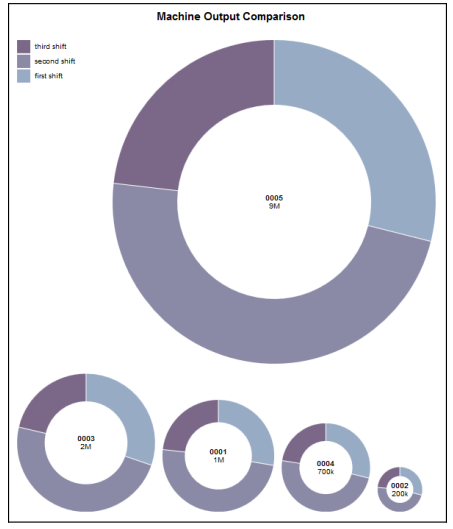 Machine Output Comparison
third shift
second shift
first shift
0005
9M
0003
2M
0001
1M
0004
700k
0002
200k